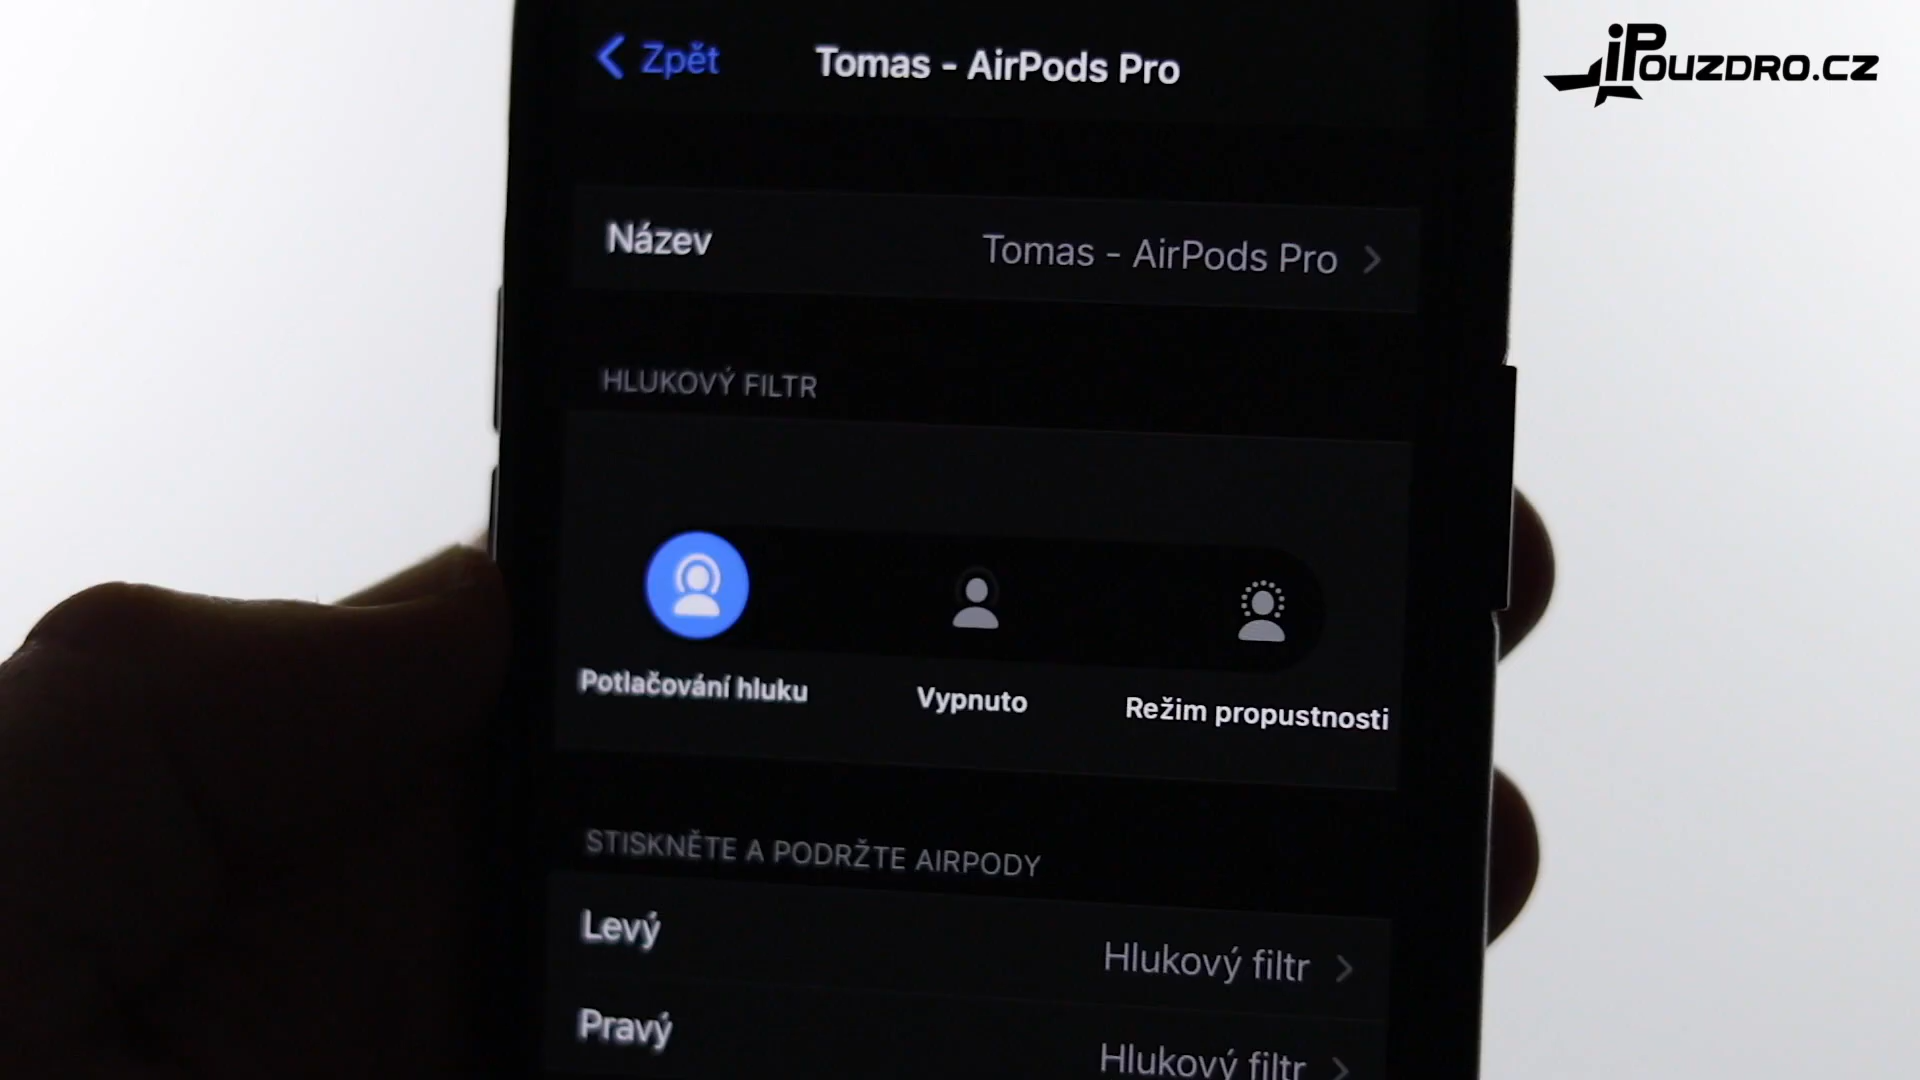 iPOUZDRO.CZ
Zpět
Tomas - AirPods Pro
Název
Tomas - AirPods Pro
HLUKOVÝ FILTR
Potlačování hluku
Vypnuto
Režim propustnosti
STISKNĚTE A PODRŽTE AIRPODY
Levý
Hlukový filtr
Pravý
Hlukový filtr